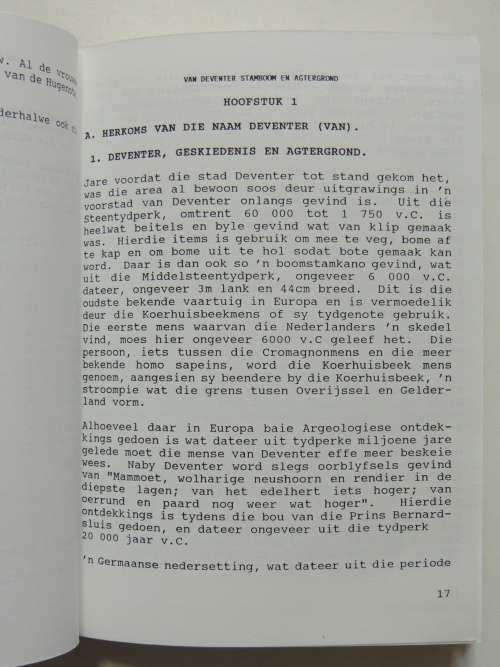 w. Al de vroue
van de Hugenote
derhalwe ook
VAN DEVENTER STAMBOOM EN AGTERGROND
HOOFSTUK 1
A. HERKOMS VAN DIE NAAM DEVENTER (VAN).
1. DEVENTER, GESKIEDENIS EN AGTERGROND.
Jare voordat die stad Deventer tot stand gekom het,
was die area al bewoon soos deur uitgrawings in 'n
voorstad van Deventer onlangs gevind is. Uit die
Steentydperk, omtrent 60 000 tot 1 750 v.C. is
heelwat beitels en byle gevind wat van klip gemaak
was. Hierdie items is gebruik om mee te veg, bome af
te kap en om bome uit te hol sodat bote gemaak kan
word. Daar is dan ook so 'n boomstamkano gevind, wat
uit die Middelsteentydperk, ongeveer 6 000 v.C.
dateer, ongeveer 3m lank en 44cm breed. Dit is die
oudste bekende vaartuig in Europa en is vermoedelik
deur die Koerhuisbeekmens of sy tydgenote gebruik.
Die eerste mens waarvan die Nederlanders 'n skedel
vind, moes hier ongeveer 6000 v.C geleef het. Die
persoon, iets tussen die Cromagnonmens en die meer
bekende homo sapeins, word die Koerhuisbeek mens
genoem, aangesien sy beendere by die Koerhuisbeek, 'n
stroompie wat die grens tusen Overijssel en Gelder-
land vorm.
Alhoeveel daar in Europa baie Argeologiese ontdek-
kings gedoen is wat dateer uit tydperke miljoene jare
gelede moet die mense van Deventer effe meer beskeie
wees. Naby Deventer word slegs oorblyfsels gevind
van "Mammoet, wolharige neushoorn en rendier in de
diepste lagen; van het edelhert iets hoger; van
oerrund en paard nog weer wat hoger". Hierdie
ontdekkings is tydens die bou van die Prins Bernard-
sluis gedoen, en dateer ongeveer uit die tydperk
20 000 jaar v.C.
'n Germaanse nedersetting, wat dateer uit die periode
17